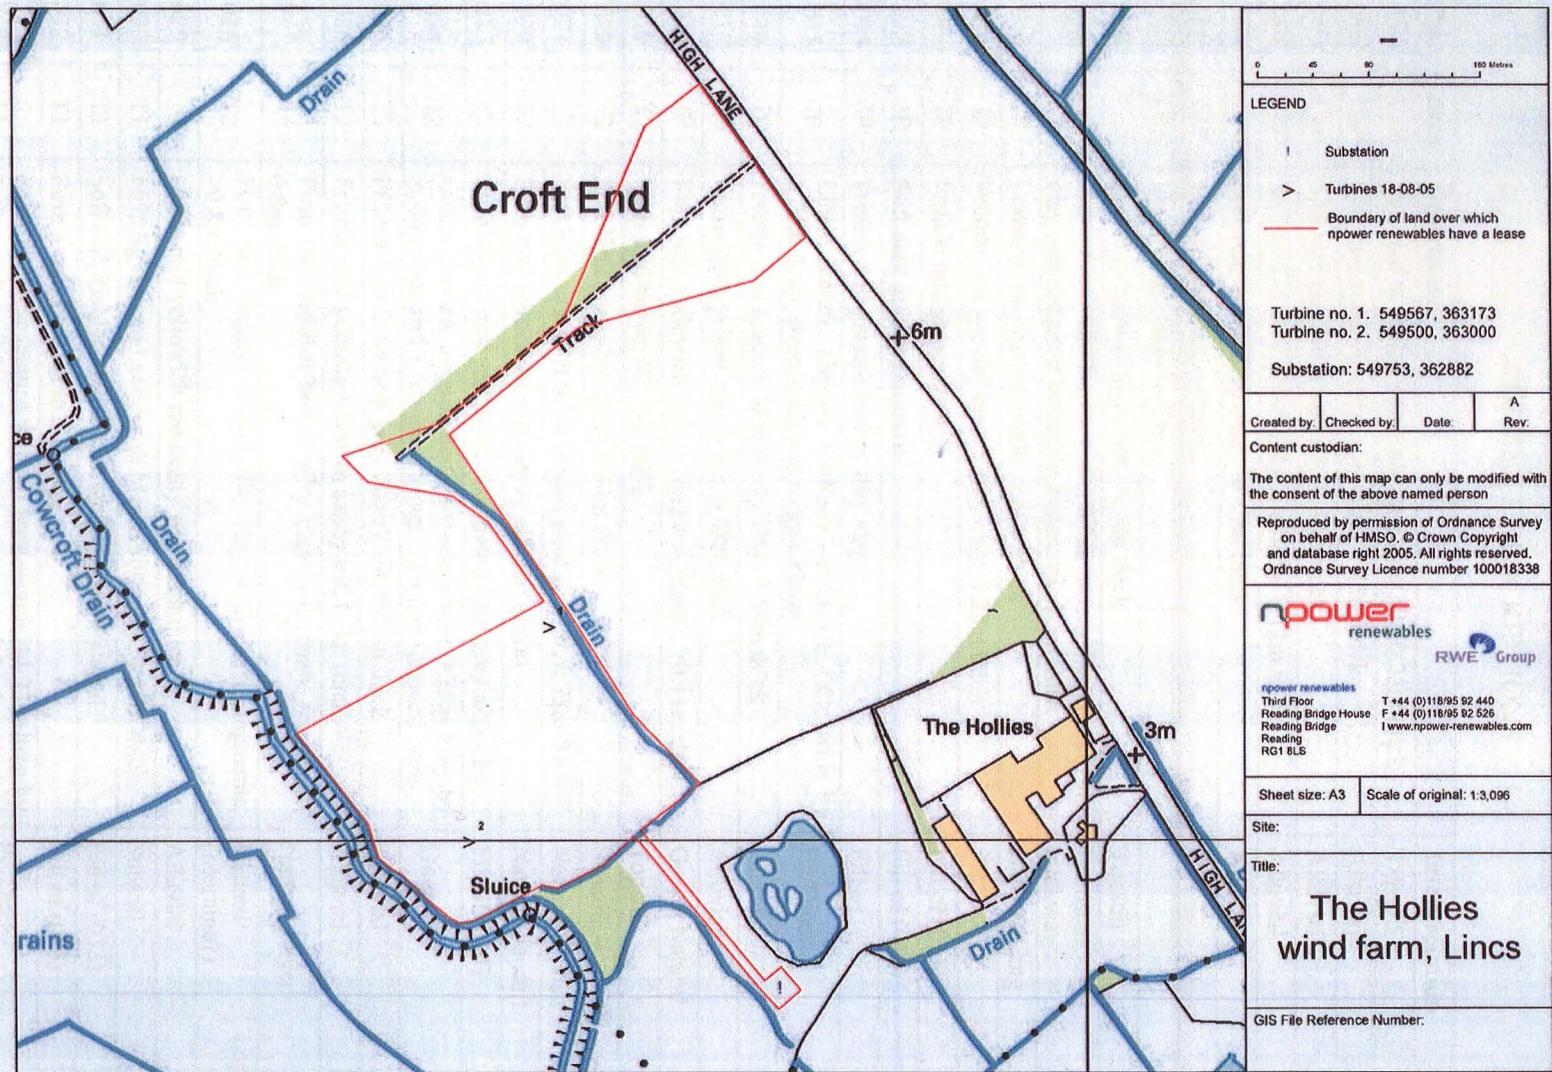 HIGH LANE
Drain
Croft End
Track
6m
ce
Cowcroft Drain
Drain
Drain
The Hollies
3m
2
Sluice
HIGH LAN
rains
Drain
0 45 90 180 Metres
LEGEND
! Substation
> Turbines 18-08-05
Boundary of land over which
npower renewables have a lease
Turbine no. 1. 549567, 363173
Turbine no. 2. 549500, 363000
Substation: 549753, 362882
A
Created by: Checked by: Date: Rev:
Content custodian:
The content of this map can only be modified with
the consent of the above named person
Reproduced by permission of Ordnance Survey
on behalf of HMSO. © Crown Copyright
and database right 2005. All rights reserved.
Ordnance Survey Licence number 100018338
npower
renewables
RWE Group
npower renewables
Third Floor T +44 (0)118/95 92 440
Reading Bridge House F +44 (0)118/95 92 526
Reading Bridge I www.npower-renewables.com
Reading
RG1 8LS
Sheet size: A3 Scale of original: 1:3,096
Site:
Title:
The Hollies
wind farm, Lincs
GIS File Reference Number: